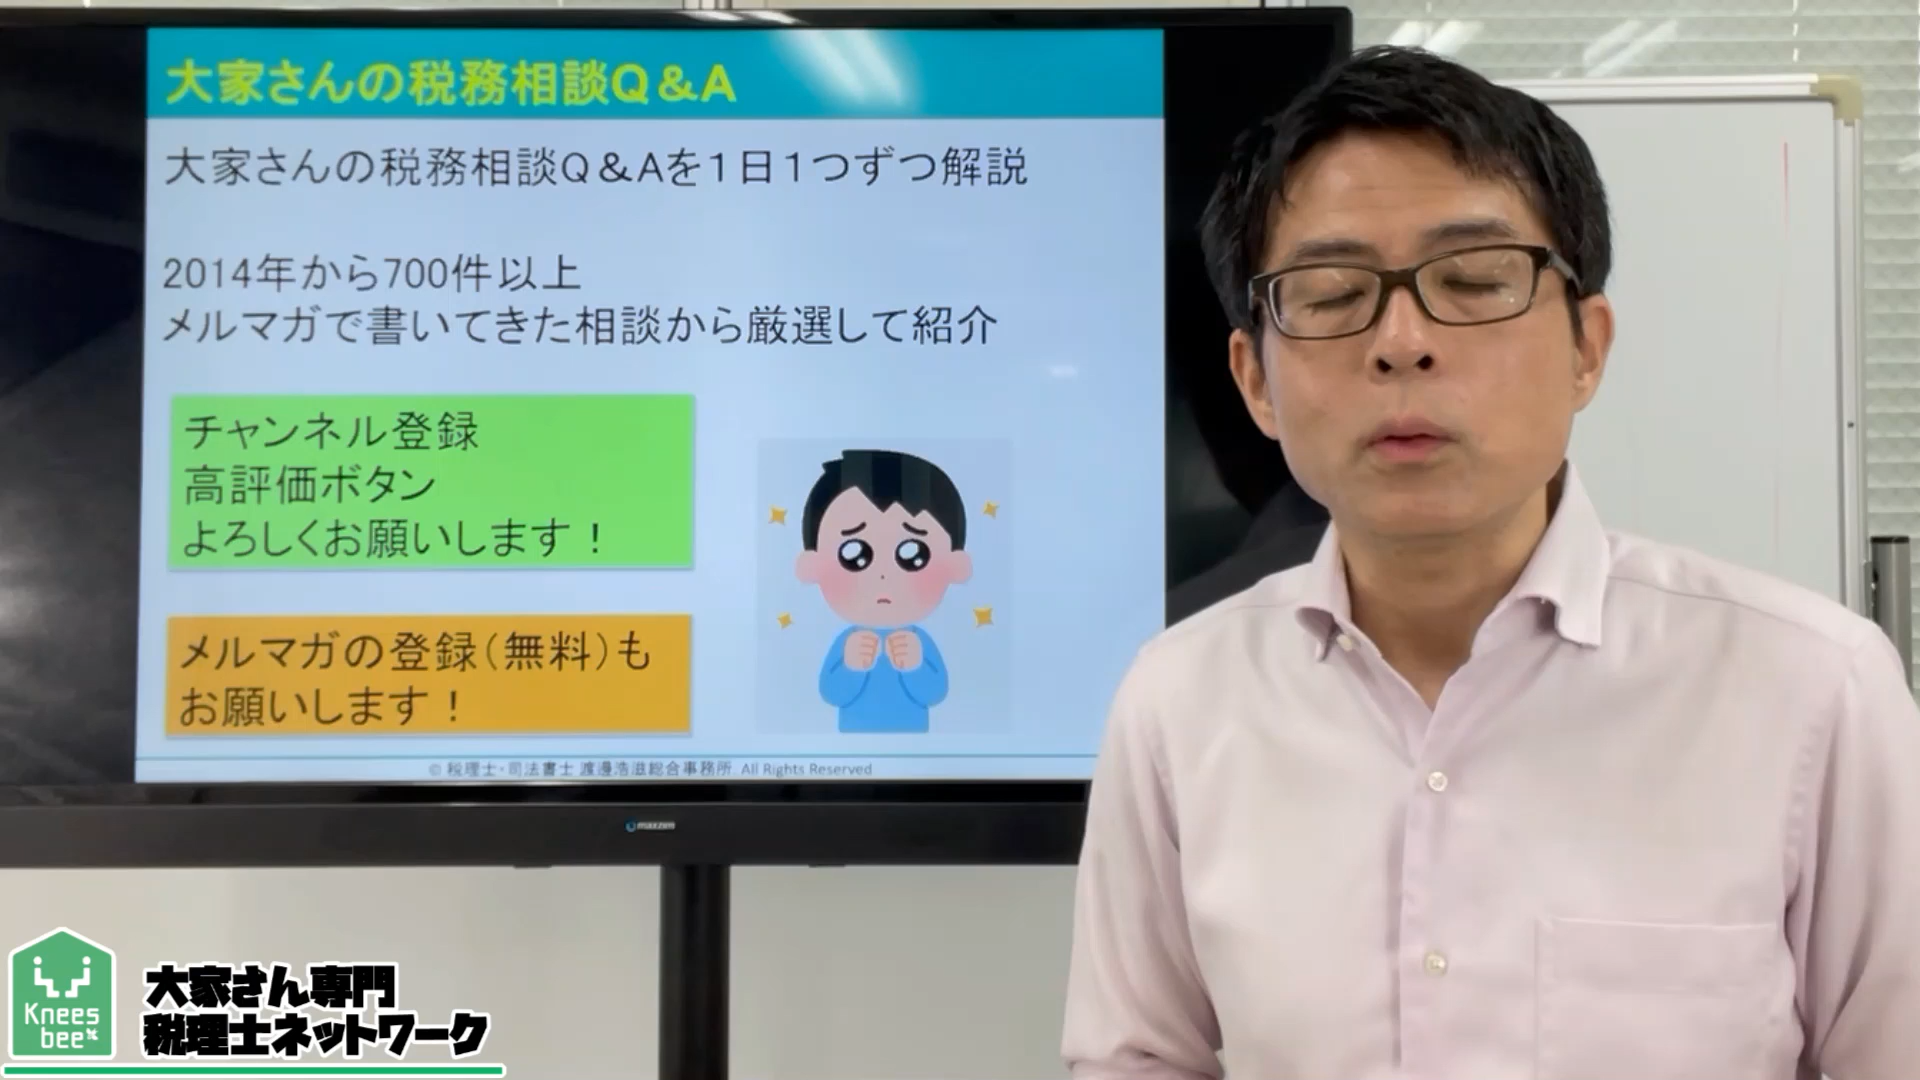 大家さんの税務相談Q＆A
大家さんの税務相談Q＆Aを１日１つずつ解説
2014年から700件以上
メルマガで書いてきた相談から厳選して紹介
チャンネル登録
高評価ボタン
よろしくお願いします！
メルマガの登録（無料）も
お願いします！
© 税理士・司法書士 渡邊浩滋総合事務所 All Rights Reserved
maxzen
Knees
bee
大家さん専門
税理士ネットワーク